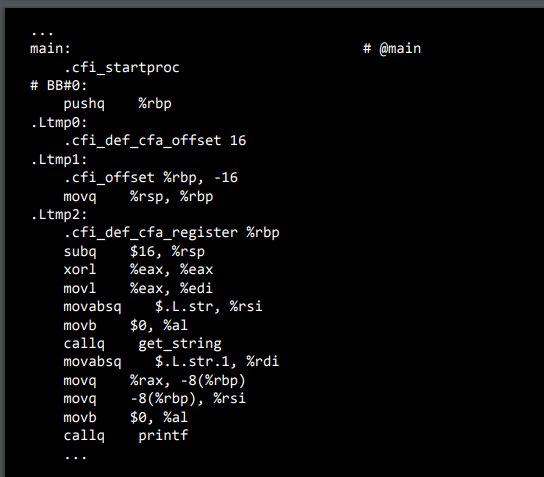 ...
main:                                   # @main
    .cfi_startproc
# BB#0:
    pushq    %rbp
.Ltmp0:
    .cfi_def_cfa_offset 16
.Ltmp1:
    .cfi_offset %rbp, -16
    movq    %rsp, %rbp
.Ltmp2:
    .cfi_def_cfa_register %rbp
    subq    $16, %rsp
    xorl    %eax, %eax
    movl    %eax, %edi
    movabsq    $.L.str, %rsi
    movb    $0, %al
    callq    get_string
    movabsq    $.L.str.1, %rdi
    movq    %rax, -8(%rbp)
    movq    -8(%rbp), %rsi
    movb    $0, %al
    callq    printf
    ...